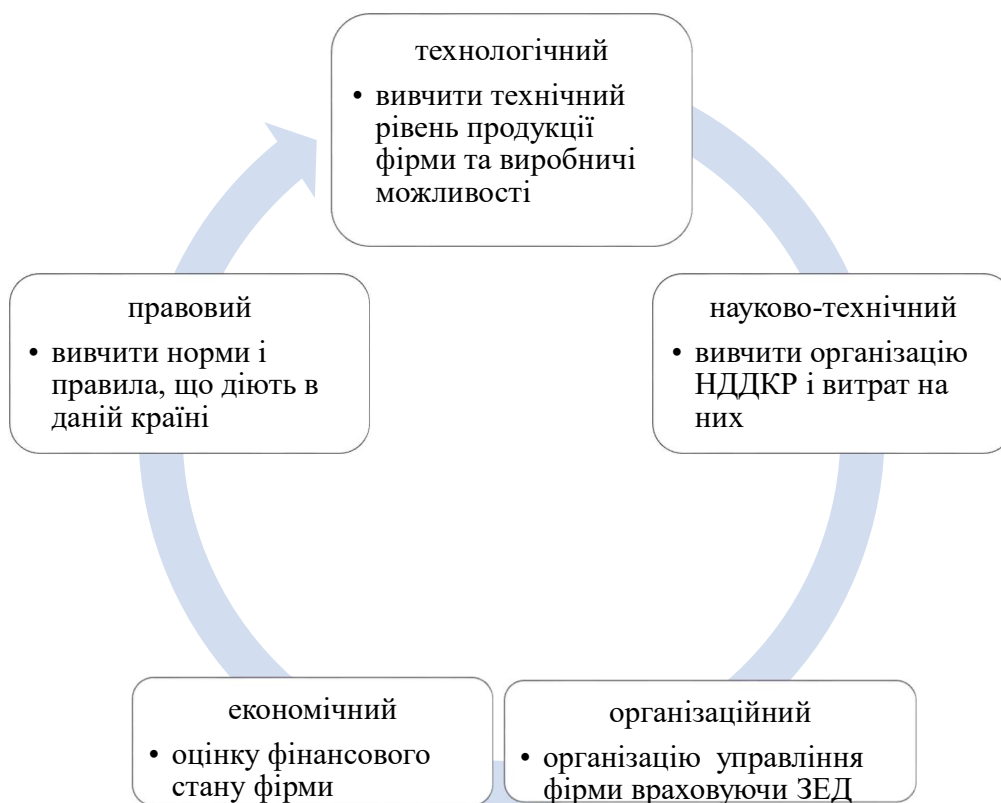 технологічний
• вивчити технічний
рівень продукції
фірми та виробничі
можливості
науково-технічний
• вивчити організацію
НДДКР і витрат на
них
організаційний
• організацію управління
фірми враховуючи ЗЕД
економічний
• оцінку фінансового
стану фірми
правовий
• вивчити норми і
правила, що діють в
даній країні